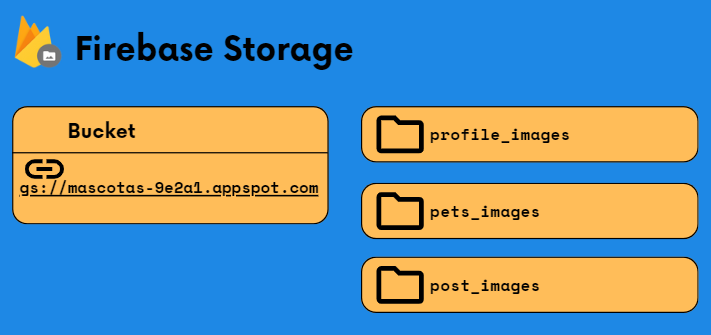 Firebase Storage
Bucket
gs://mascotas-9e2a1.appspot.com
profile_images
pets_images
post_images